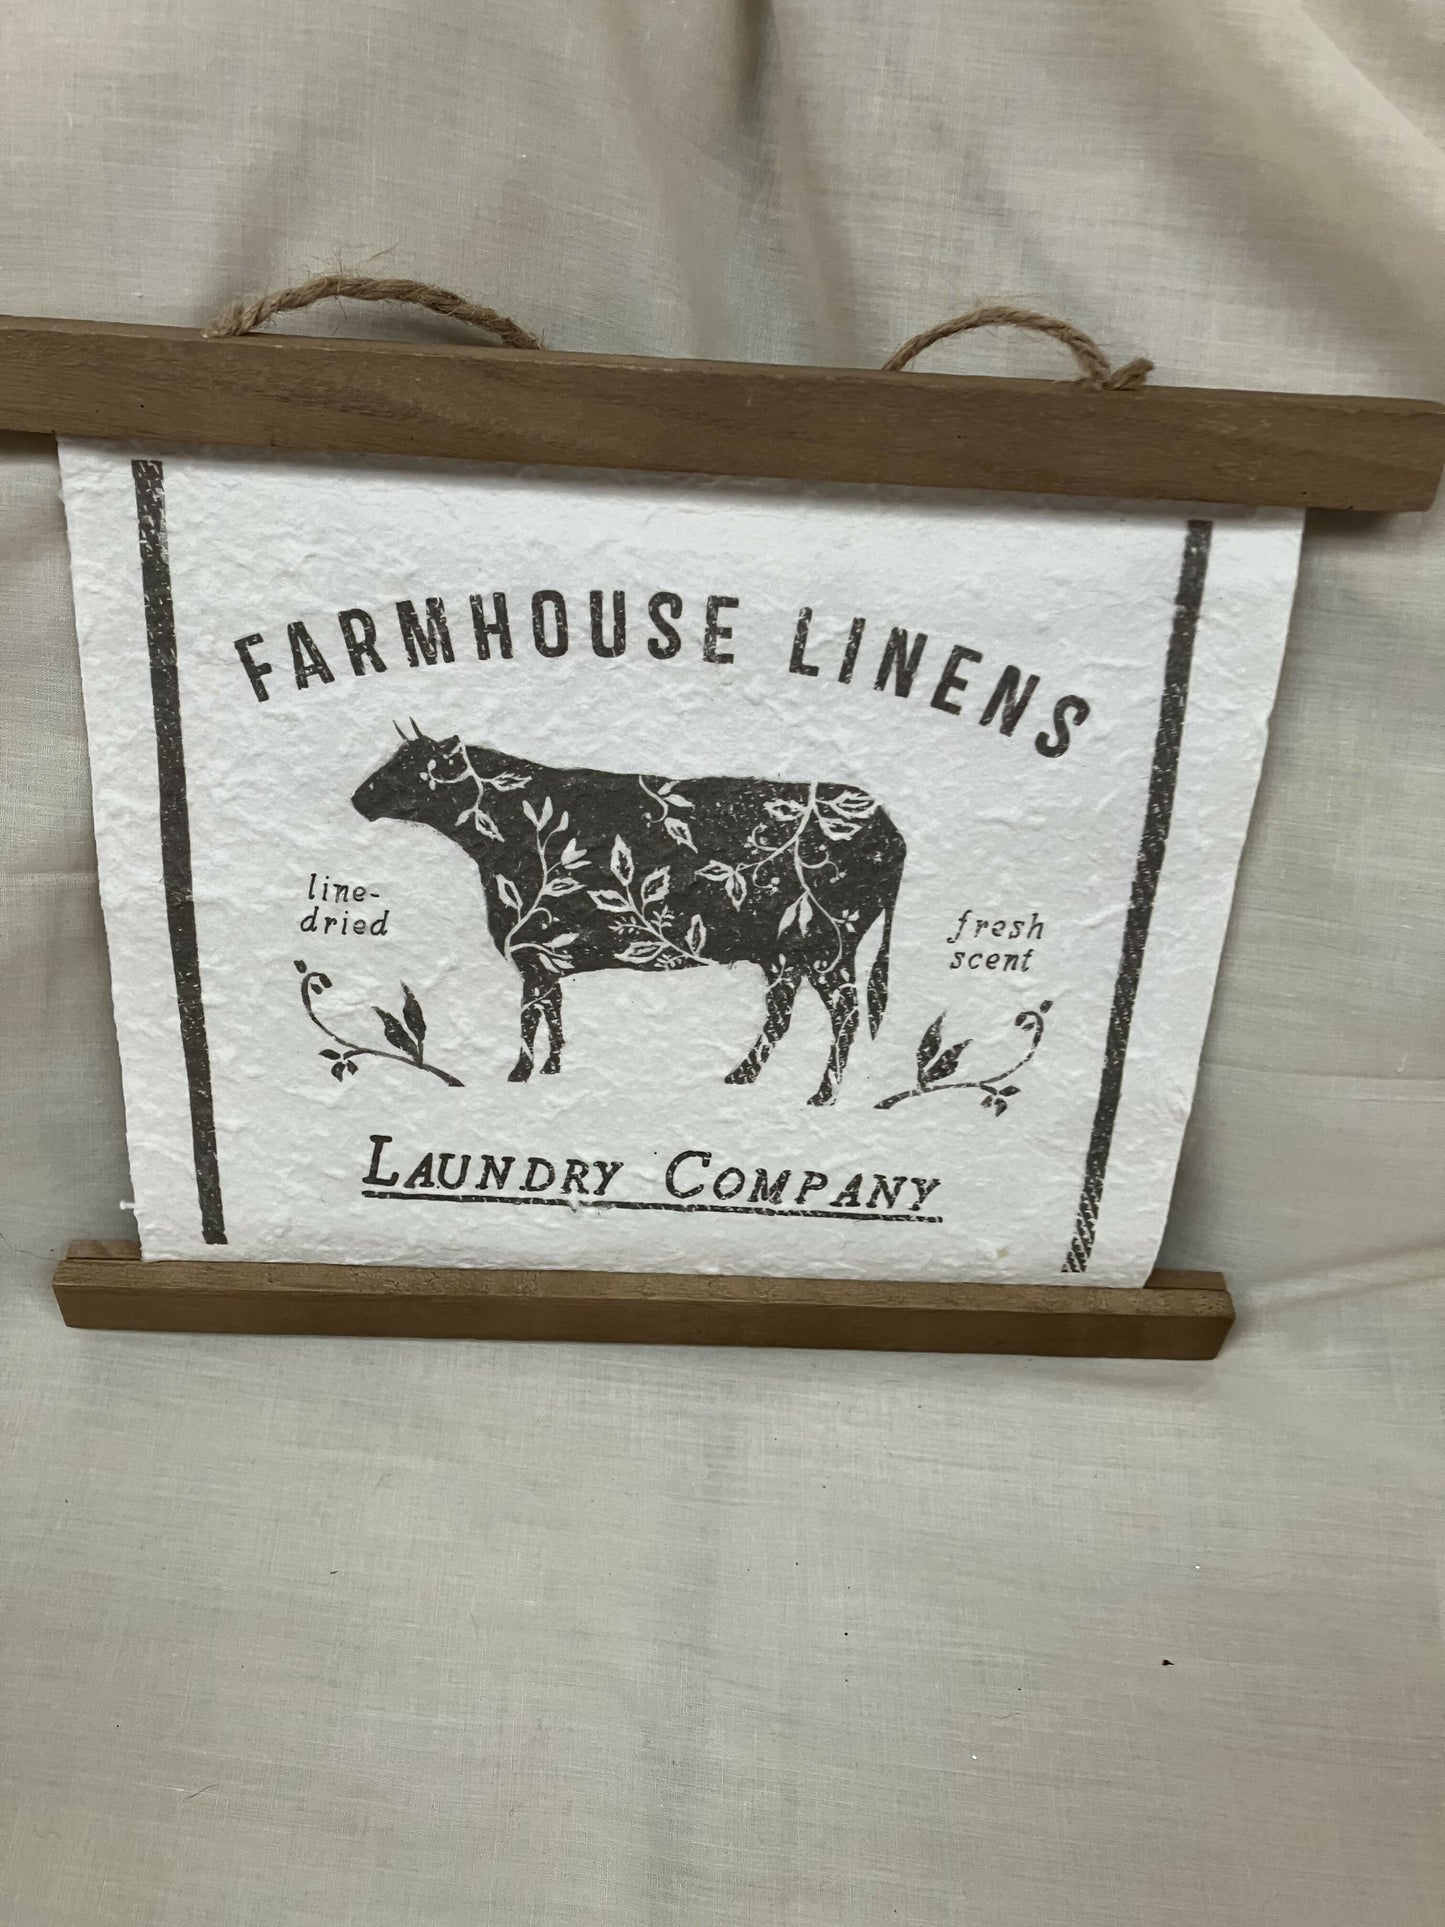 FARMHOUSE LINENS
line-
dried
fresh
scent
LAUNDRY COMPANY